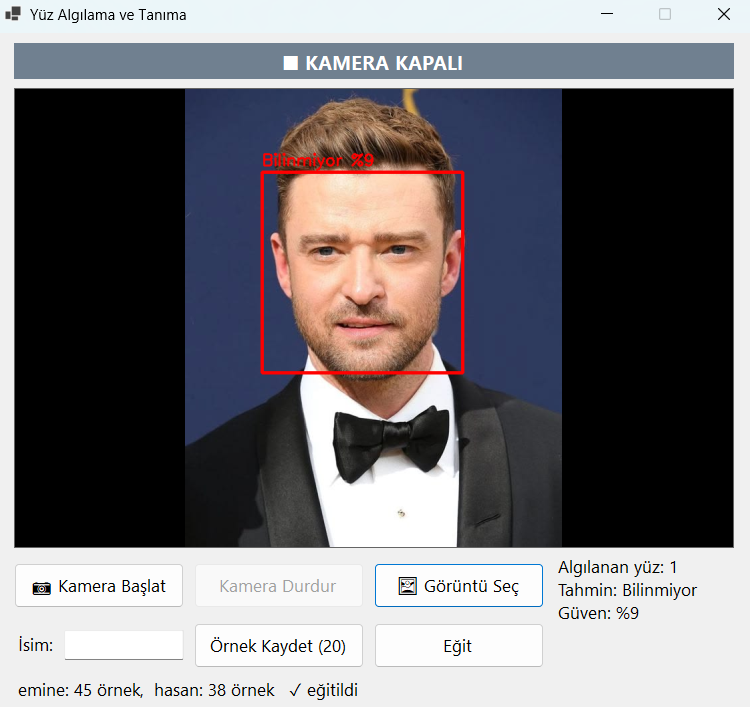 Yüz Algılama ve Tanıma
KAMERA KAPALI
Bilinmiyor %9
Kamera Başlat
Kamera Durdur
Görüntü Seç
Algılanan yüz: 1
Tahmin: Bilinmiyor
Güven: %9
İsim:
Örnek Kaydet (20)
Eğit
emine: 45 örnek, hasan: 38 örnek ✓ eğitildi